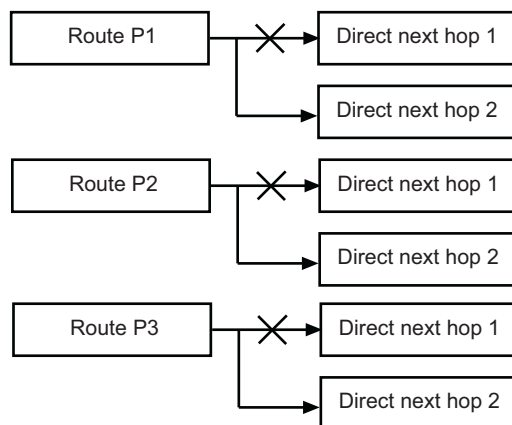 Route P1
Direct next hop 1
Direct next hop 2
Route P2
Direct next hop 1
Direct next hop 2
Route P3
Direct next hop 1
Direct next hop 2